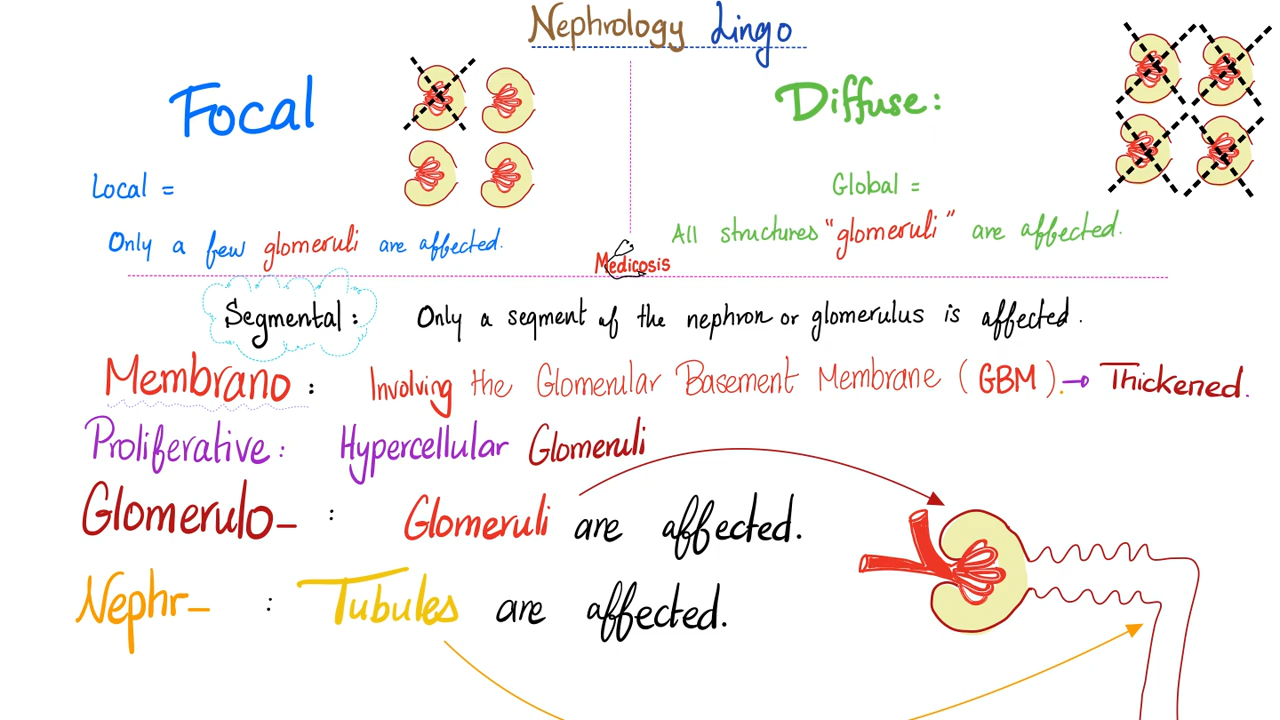 Nephrology Lingo
Focal
Local =
Only a few glomeruli are affected.
Diffuse:
Global =
All structures "glomeruli" are affected.
Medicosis
Segmental: Only a segment of the nephron or glomerulus is affected.
Membrano: Involving the Glomerular Basement Membrane (GBM). → Thickened.
Proliferative: Hypercellular Glomeruli
Glomerulo_ : Glomeruli are affected.
Nephr_ : Tubules are affected.